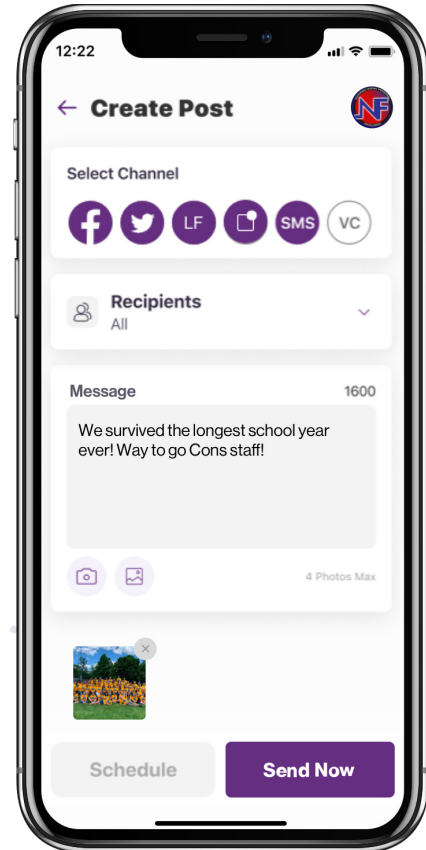 12:22
Create Post
NF
Select Channel
LF SMS VC
Recipients
All
Message 1600
We survived the longest school year
ever! Way to go Cons staff!
4 Photos Max
Schedule Send Now